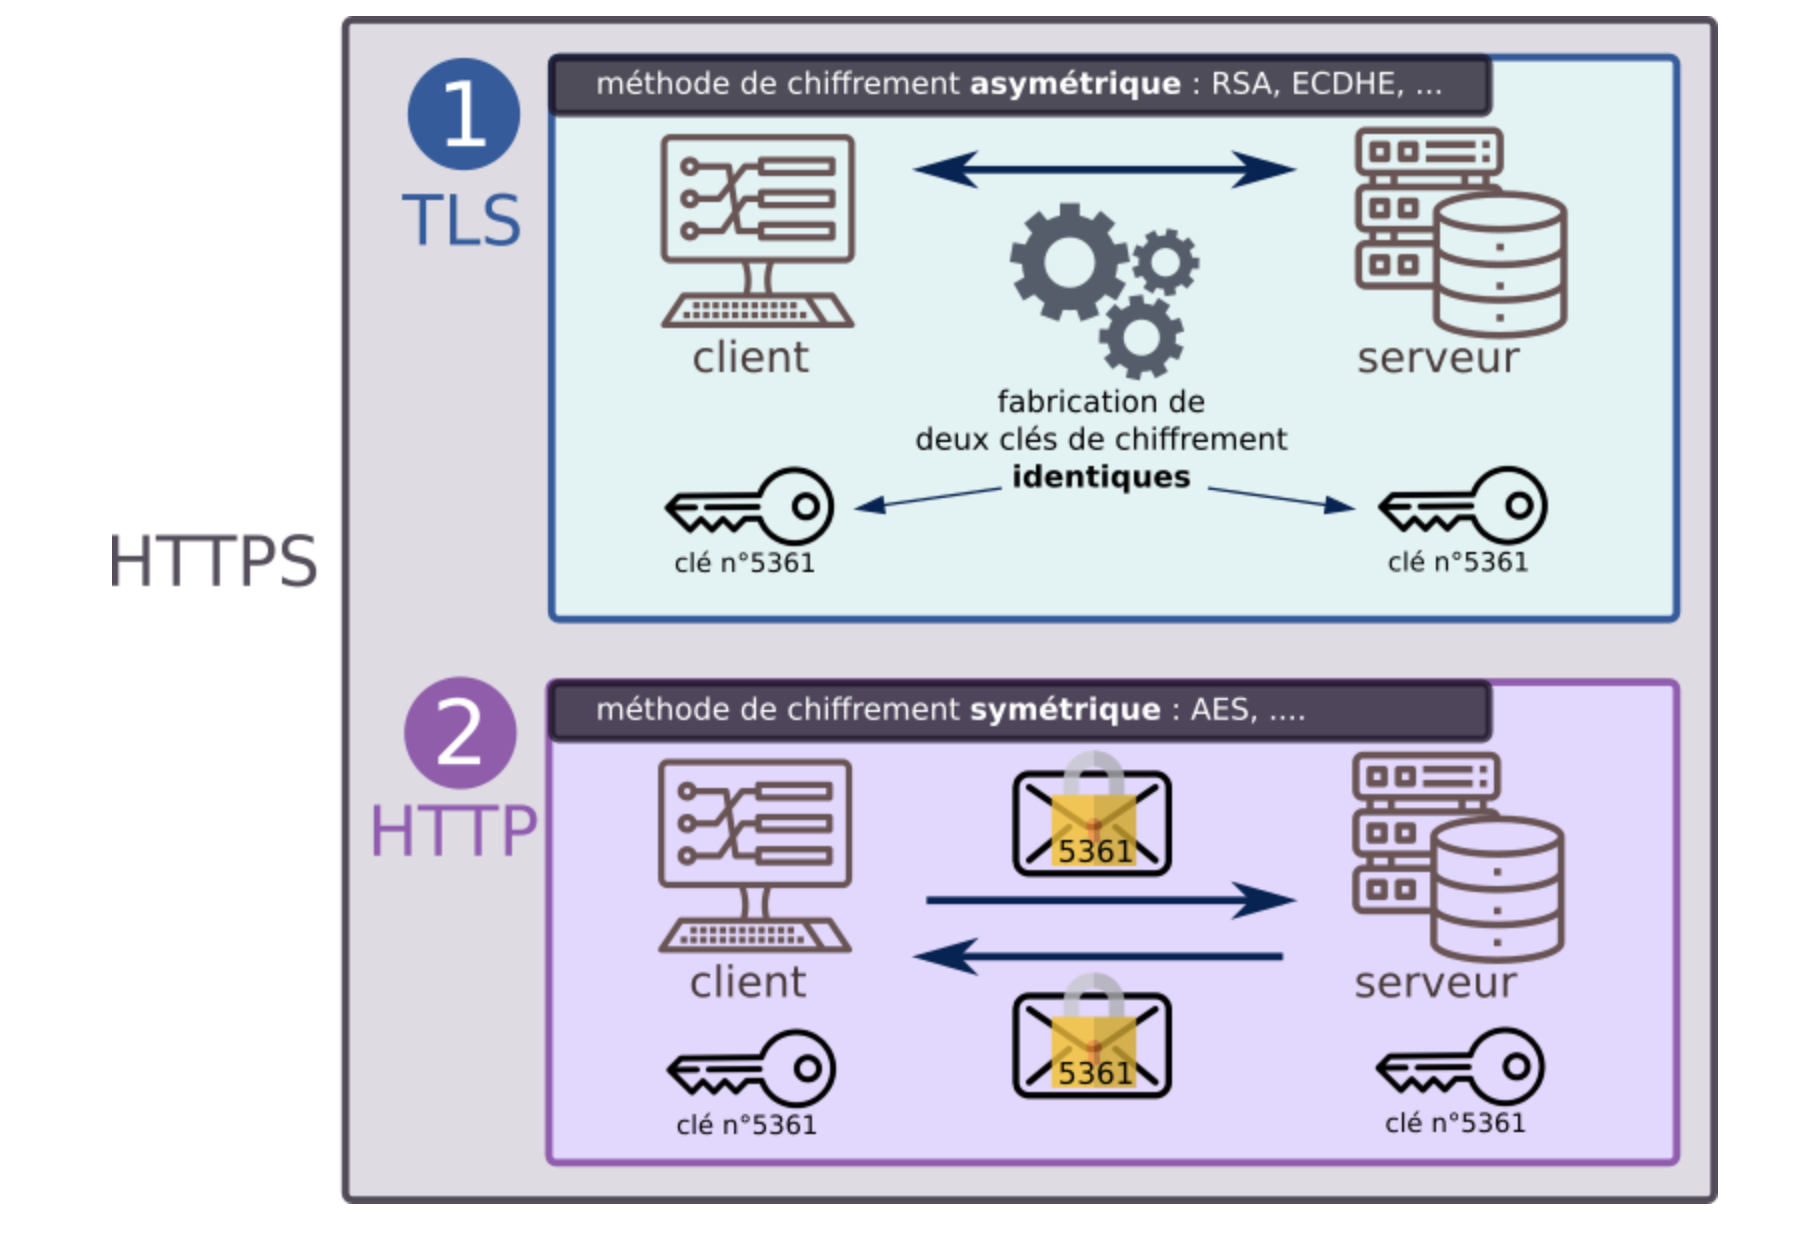 HTTPS
1
TLS
méthode de chiffrement asymétrique : RSA, ECDHE, ...
client
serveur
fabrication de
deux clés de chiffrement
identiques
clé n°5361
clé n°5361
2
HTTP
méthode de chiffrement symétrique : AES, ....
5361
client
serveur
5361
clé n°5361
clé n°5361